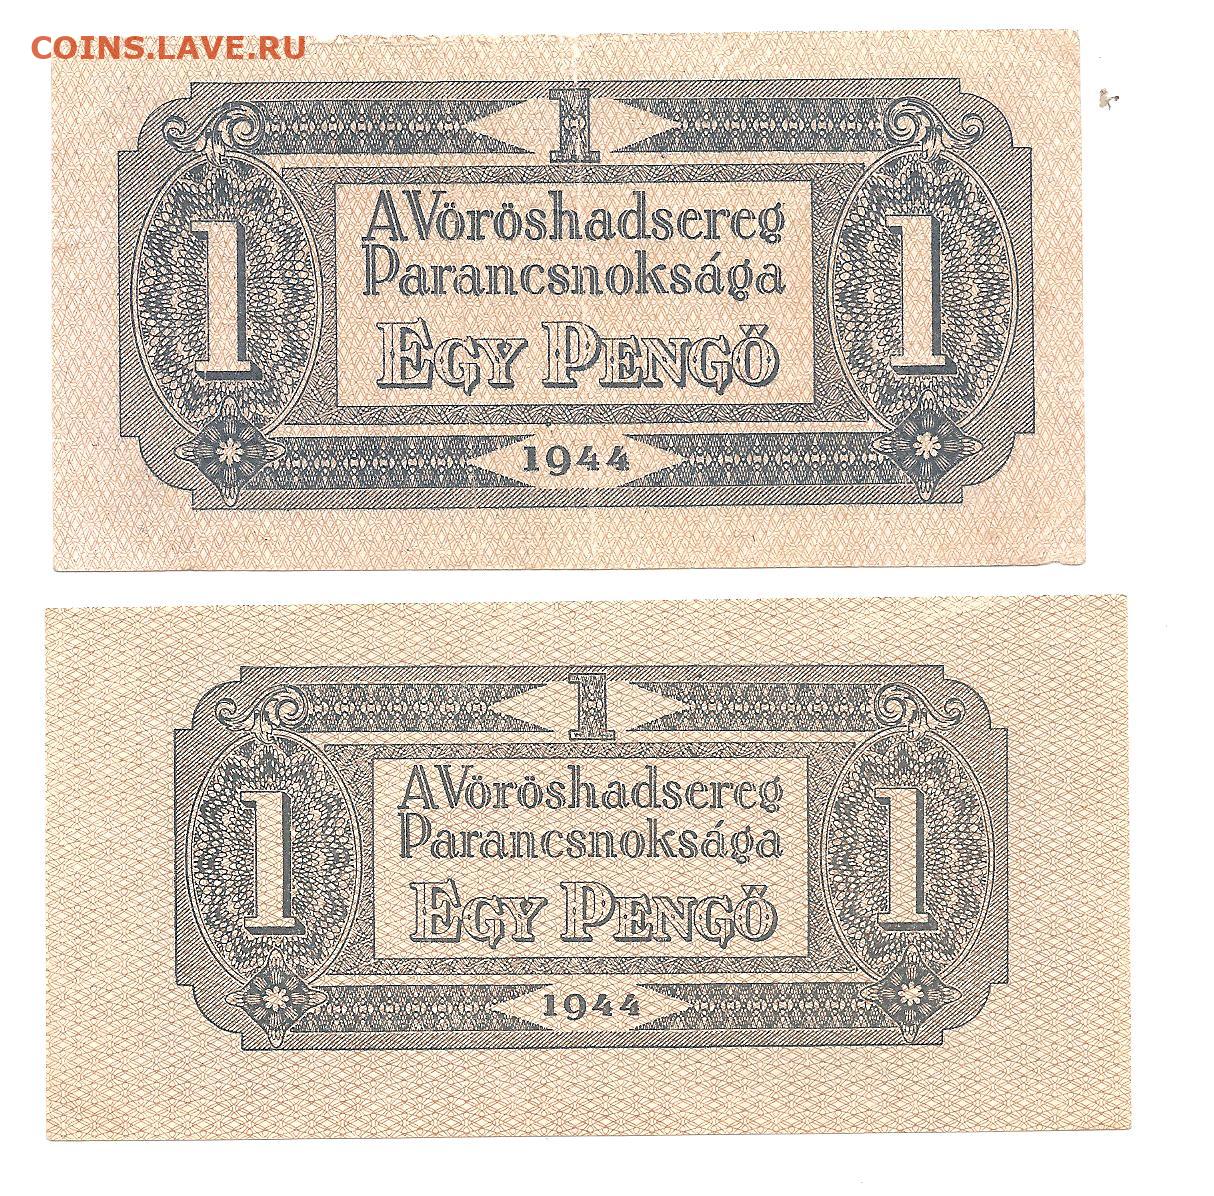 COINS.LAVE.RU
1
A Vöröshadsereg
Parancsnoksága
1
1
EGY PENGŐ
1944
1
A Vöröshadsereg
Parancsnoksága
1
1
EGY PENGŐ
1944